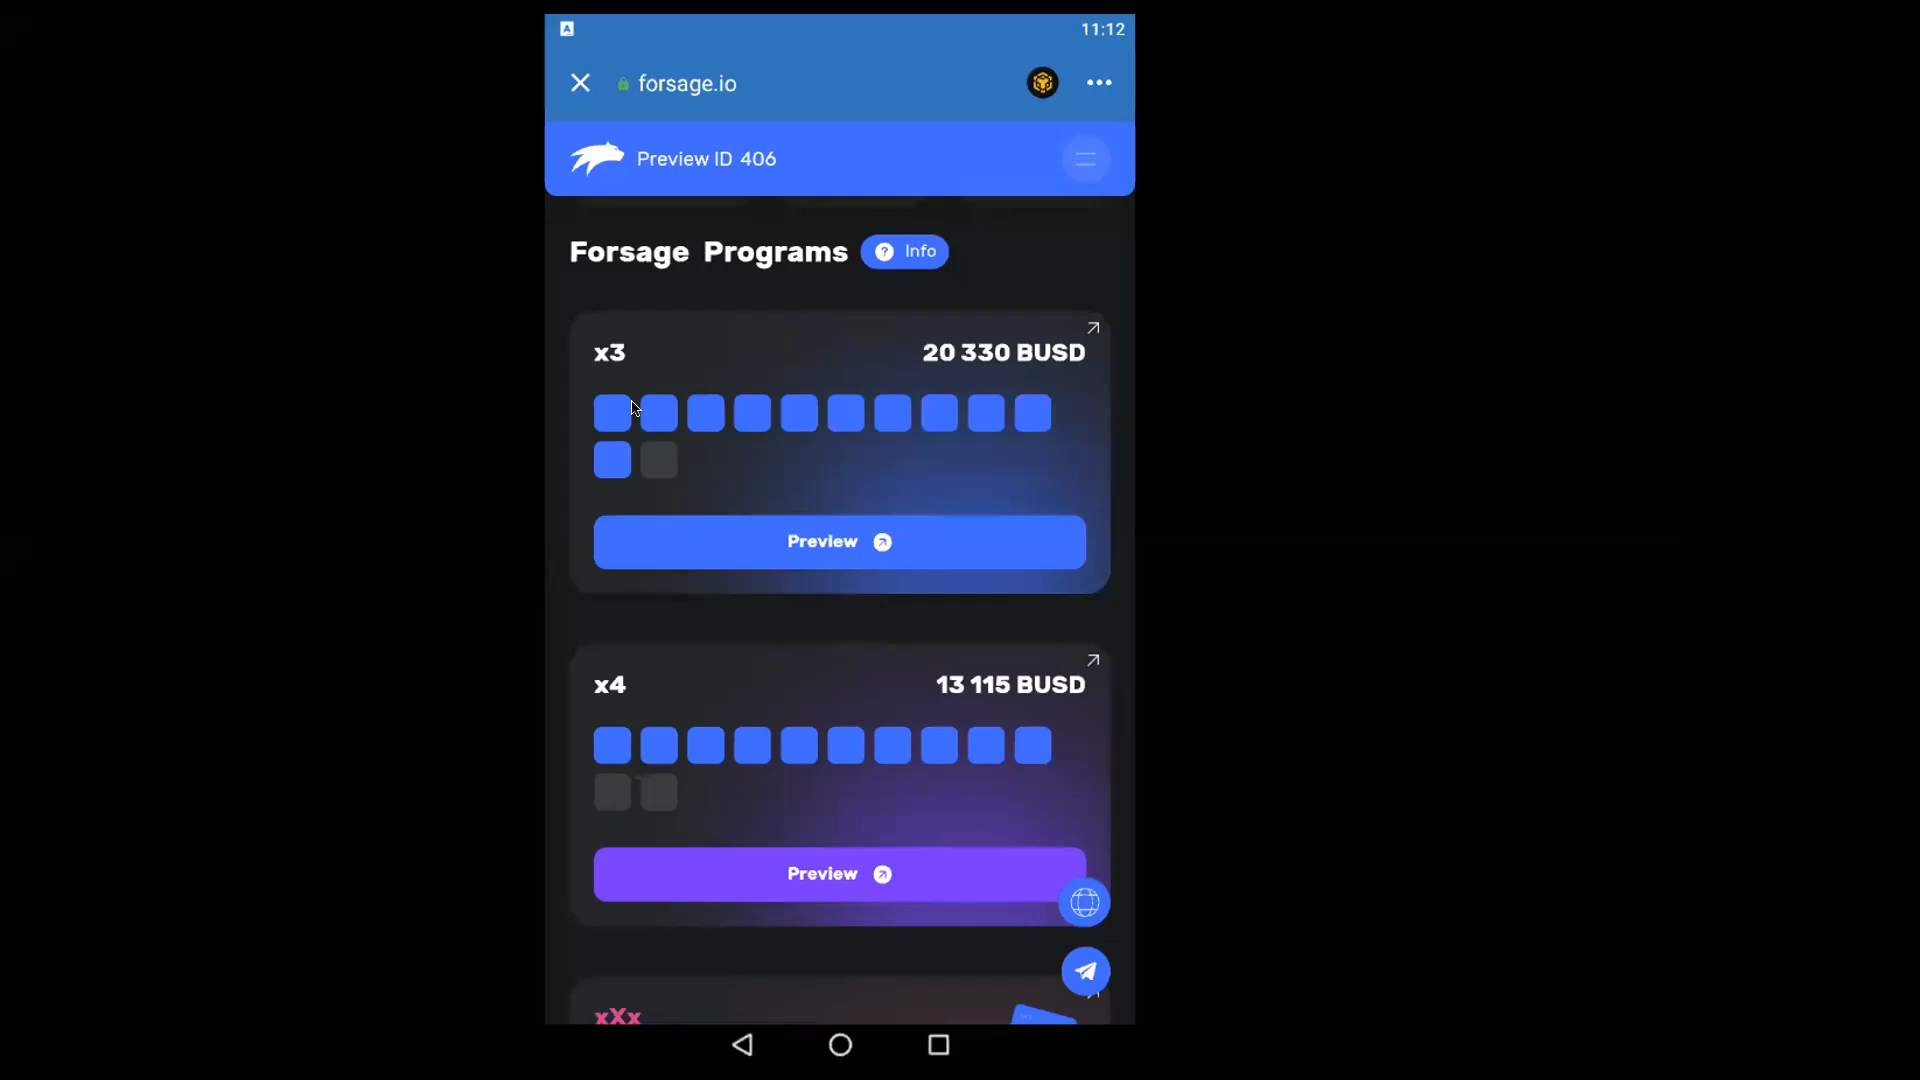 11:12
forsage.io
Preview ID 406
Forsage Programs
Info
x3
20 330 BUSD
Preview
x4
13 115 BUSD
Preview
xXx